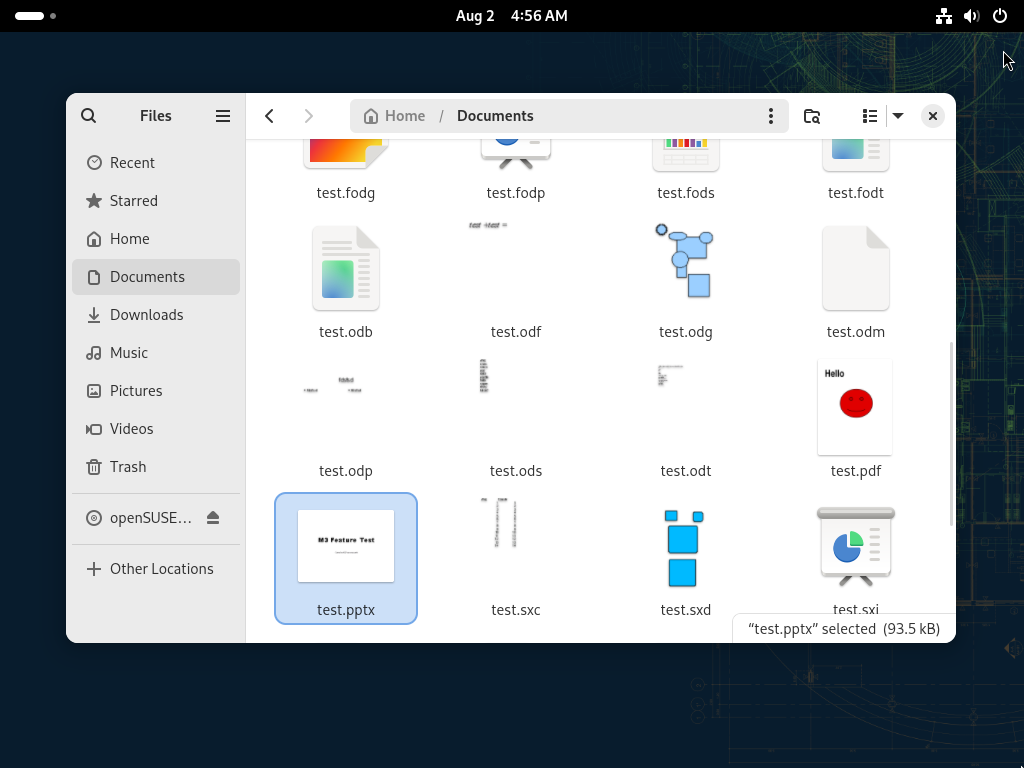 Aug 2 4:56 AM
Files
Home / Documents
Recent
Starred
Home
Documents
Downloads
Music
Pictures
Videos
Trash
openSUSE…
Other Locations
test.fodg
test.fodp
test.fods
test.fodt
test.odb
test.odf
test.odg
test.odm
Hello
test.odp
test.ods
test.odt
test.pdf
M3 Feature Test
test.pptx
test.sxc
test.sxd
test.sxi
“test.pptx” selected (93.5 kB)